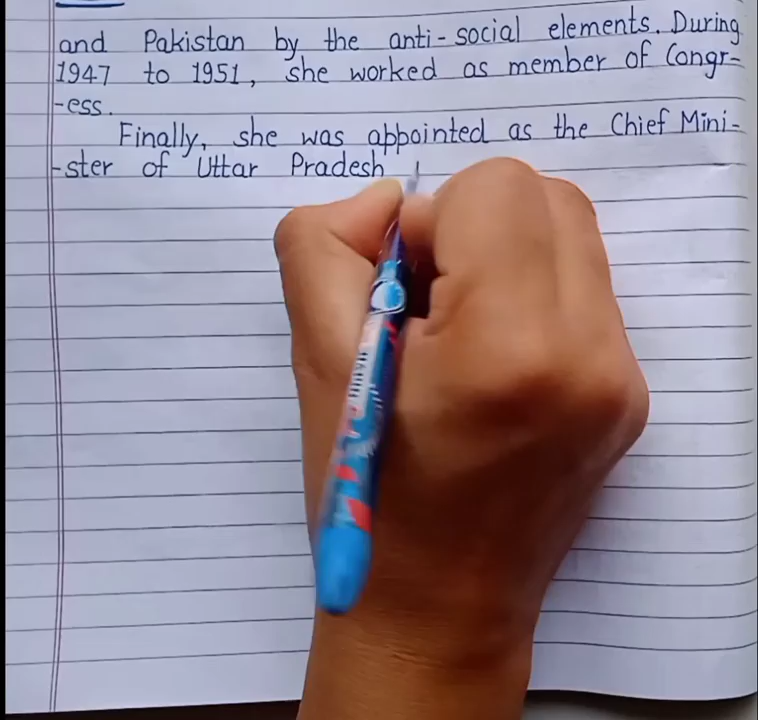 and Pakistan by the anti-social elements. During
1947 to 1951, she worked as member of Congr-
-ess.
Finally, she was appointed as the Chief Mini-
-ster of Uttar Pradesh